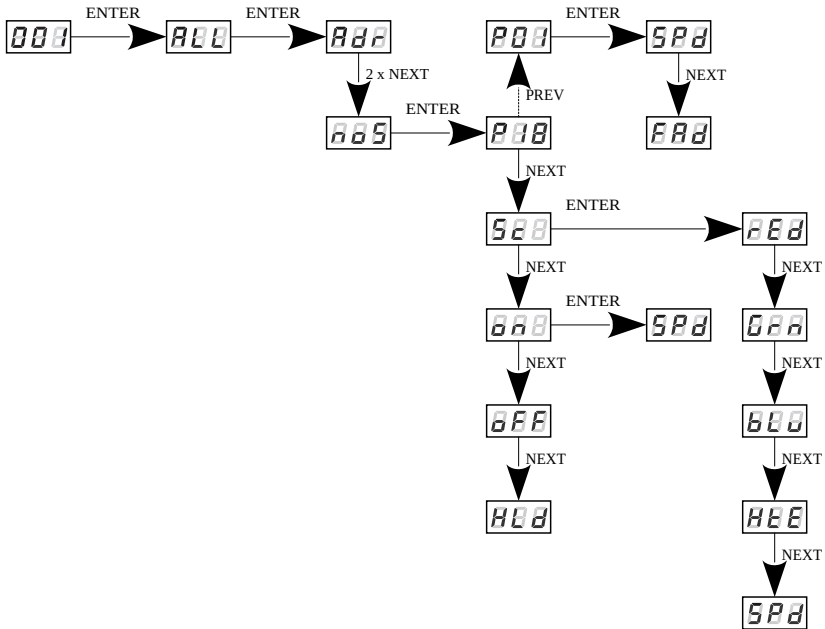 ENTER ENTER ENTER
001 ALL Adr P01 SPd
2 x NEXT PREV NEXT
ENTER
noS P18 FAd
NEXT
ENTER
Sc rEd
NEXT NEXT
ENTER
on SPd Grn
NEXT NEXT
oFF bLu
NEXT NEXT
HLd HtE
NEXT
SPd